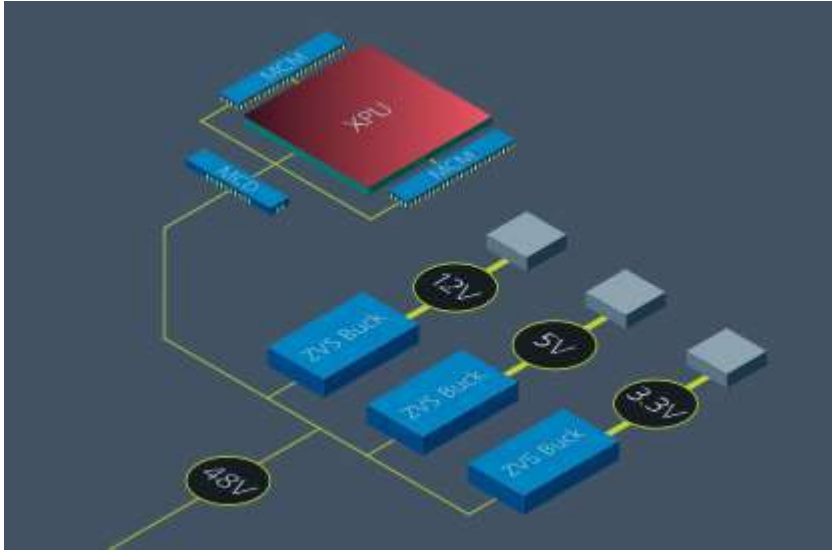 MCM
XPU
MCM
MCD
12V
ZVS Buck
5V
ZVS Buck
3.3V
ZVS Buck
48V